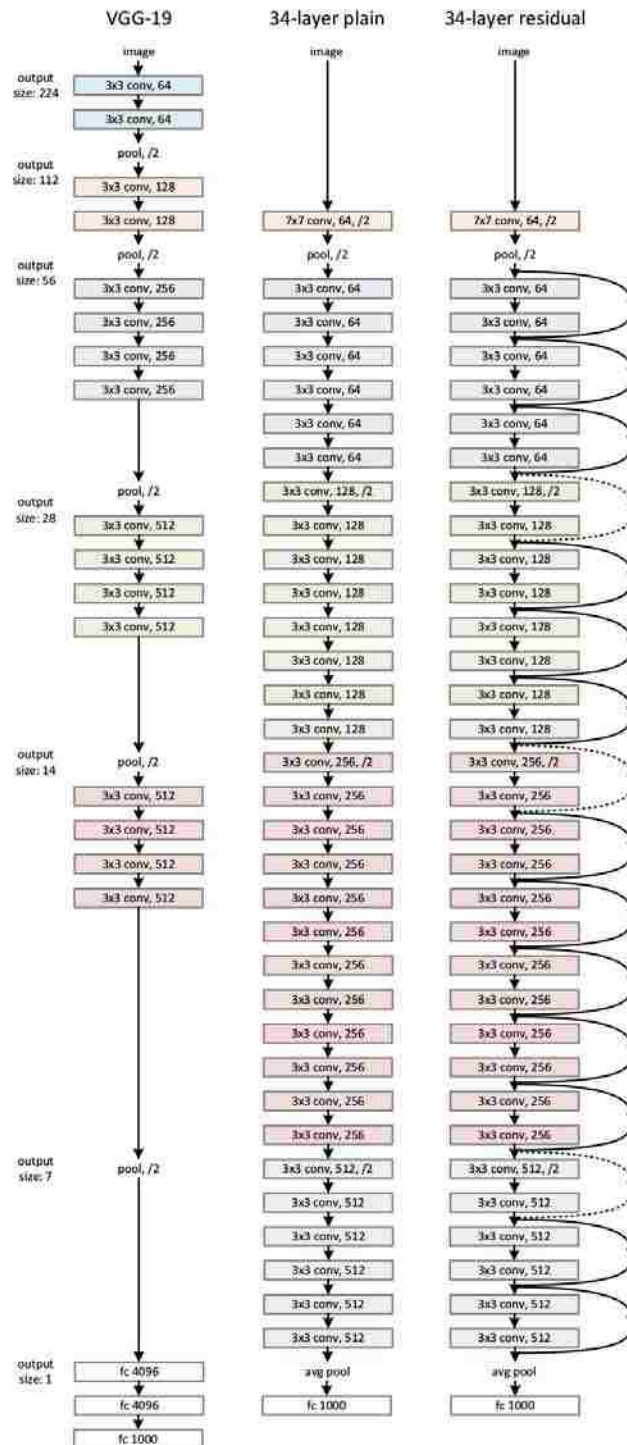 VGG-19
34-layer plain
34-layer residual
output
size: 224
output
size: 112
output
size: 56
output
size: 28
output
size: 14
output
size: 7
output
size: 1
image
3x3 conv, 64
3x3 conv, 64
pool, /2
3x3 conv, 128
3x3 conv, 128
pool, /2
3x3 conv, 256
3x3 conv, 256
3x3 conv, 256
3x3 conv, 256
pool, /2
3x3 conv, 512
3x3 conv, 512
3x3 conv, 512
3x3 conv, 512
pool, /2
3x3 conv, 512
3x3 conv, 512
3x3 conv, 512
3x3 conv, 512
pool, /2
fc 4096
fc 4096
fc 1000
image
7x7 conv, 64, /2
pool, /2
3x3 conv, 64
3x3 conv, 64
3x3 conv, 64
3x3 conv, 64
3x3 conv, 64
3x3 conv, 64
3x3 conv, 128, /2
3x3 conv, 128
3x3 conv, 128
3x3 conv, 128
3x3 conv, 128
3x3 conv, 128
3x3 conv, 128
3x3 conv, 128
3x3 conv, 256, /2
3x3 conv, 256
3x3 conv, 256
3x3 conv, 256
3x3 conv, 256
3x3 conv, 256
3x3 conv, 256
3x3 conv, 256
3x3 conv, 256
3x3 conv, 256
3x3 conv, 256
3x3 conv, 256
3x3 conv, 512, /2
3x3 conv, 512
3x3 conv, 512
3x3 conv, 512
3x3 conv, 512
3x3 conv, 512
avg pool
fc 1000
image
7x7 conv, 64, /2
pool, /2
3x3 conv, 64
3x3 conv, 64
3x3 conv, 64
3x3 conv, 64
3x3 conv, 64
3x3 conv, 64
3x3 conv, 128, /2
3x3 conv, 128
3x3 conv, 128
3x3 conv, 128
3x3 conv, 128
3x3 conv, 128
3x3 conv, 128
3x3 conv, 128
3x3 conv, 256, /2
3x3 conv, 256
3x3 conv, 256
3x3 conv, 256
3x3 conv, 256
3x3 conv, 256
3x3 conv, 256
3x3 conv, 256
3x3 conv, 256
3x3 conv, 256
3x3 conv, 256
3x3 conv, 256
3x3 conv, 512, /2
3x3 conv, 512
3x3 conv, 512
3x3 conv, 512
3x3 conv, 512
3x3 conv, 512
avg pool
fc 1000